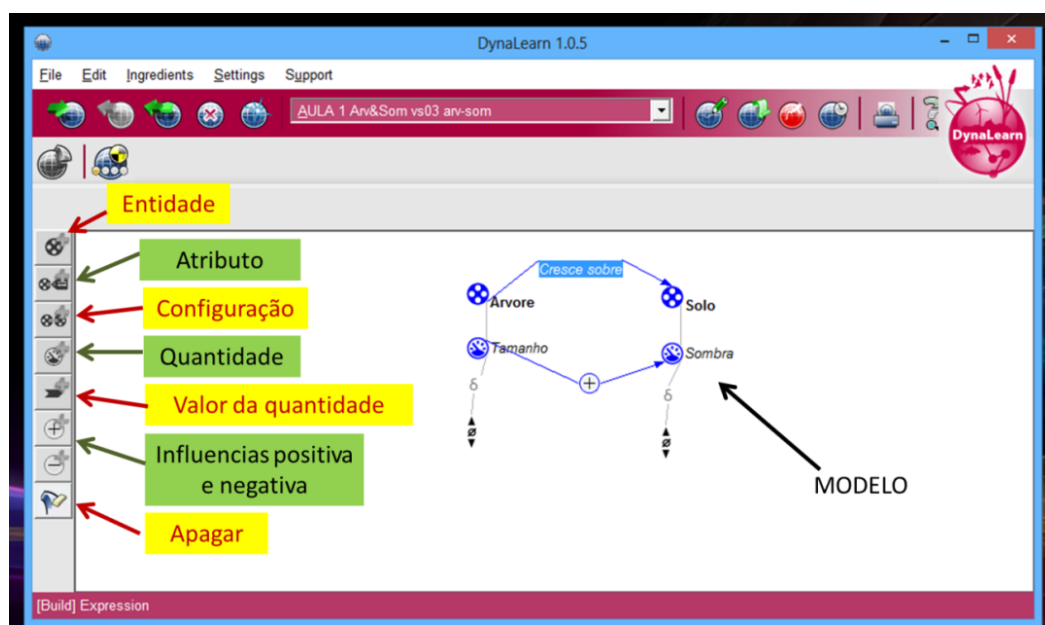 DynaLearn 1.0.5
File Edit Ingredients Settings Support
AULA 1 Arv&Som vs03 arv-som
DynaLearn
Entidade
Atributo
Configuração
Quantidade
Valor da quantidade
Influencias positiva
e negativa
Apagar
Cresce sobre
Arvore
Solo
Tamanho
Sombra
+
δ
δ
ø
ø
MODELO
[Build] Expression